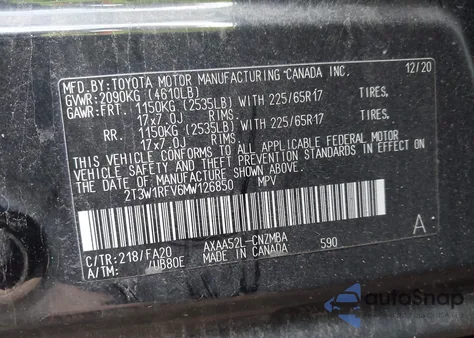 MFD.BY:TOYOTA MOTOR MANUFACTURING-CANADA INC. 12/20
GVWR:2090KG (4610LB)
GAWR:FRT. 1150KG (2535LB) WITH 225/65R17 TIRES.
17x7.0J RIMS.
RR. 1150KG (2535LB) WITH 225/65R17 TIRES.
17x7.0J RIMS.
THIS VEHICLE CONFORMS TO ALL APPLICABLE FEDERAL MOTOR
VEHICLE SAFETY AND THEFT PREVENTION STANDARDS IN EFFECT
ON THE DATE OF MANUFACTURE SHOWN ABOVE.
2T3W1RFV6MW126850 MPV
C/TR:218/FA20 AXAA52L-CNZMBA 590 A
A/TM: /UB80E MADE IN CANADA
autoSnap